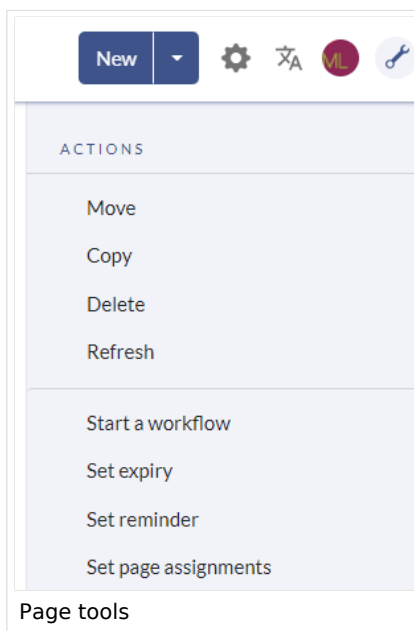 New
ML
ACTIONS
Move
Copy
Delete
Refresh
Start a workflow
Set expiry
Set reminder
Set page assignments
Page tools